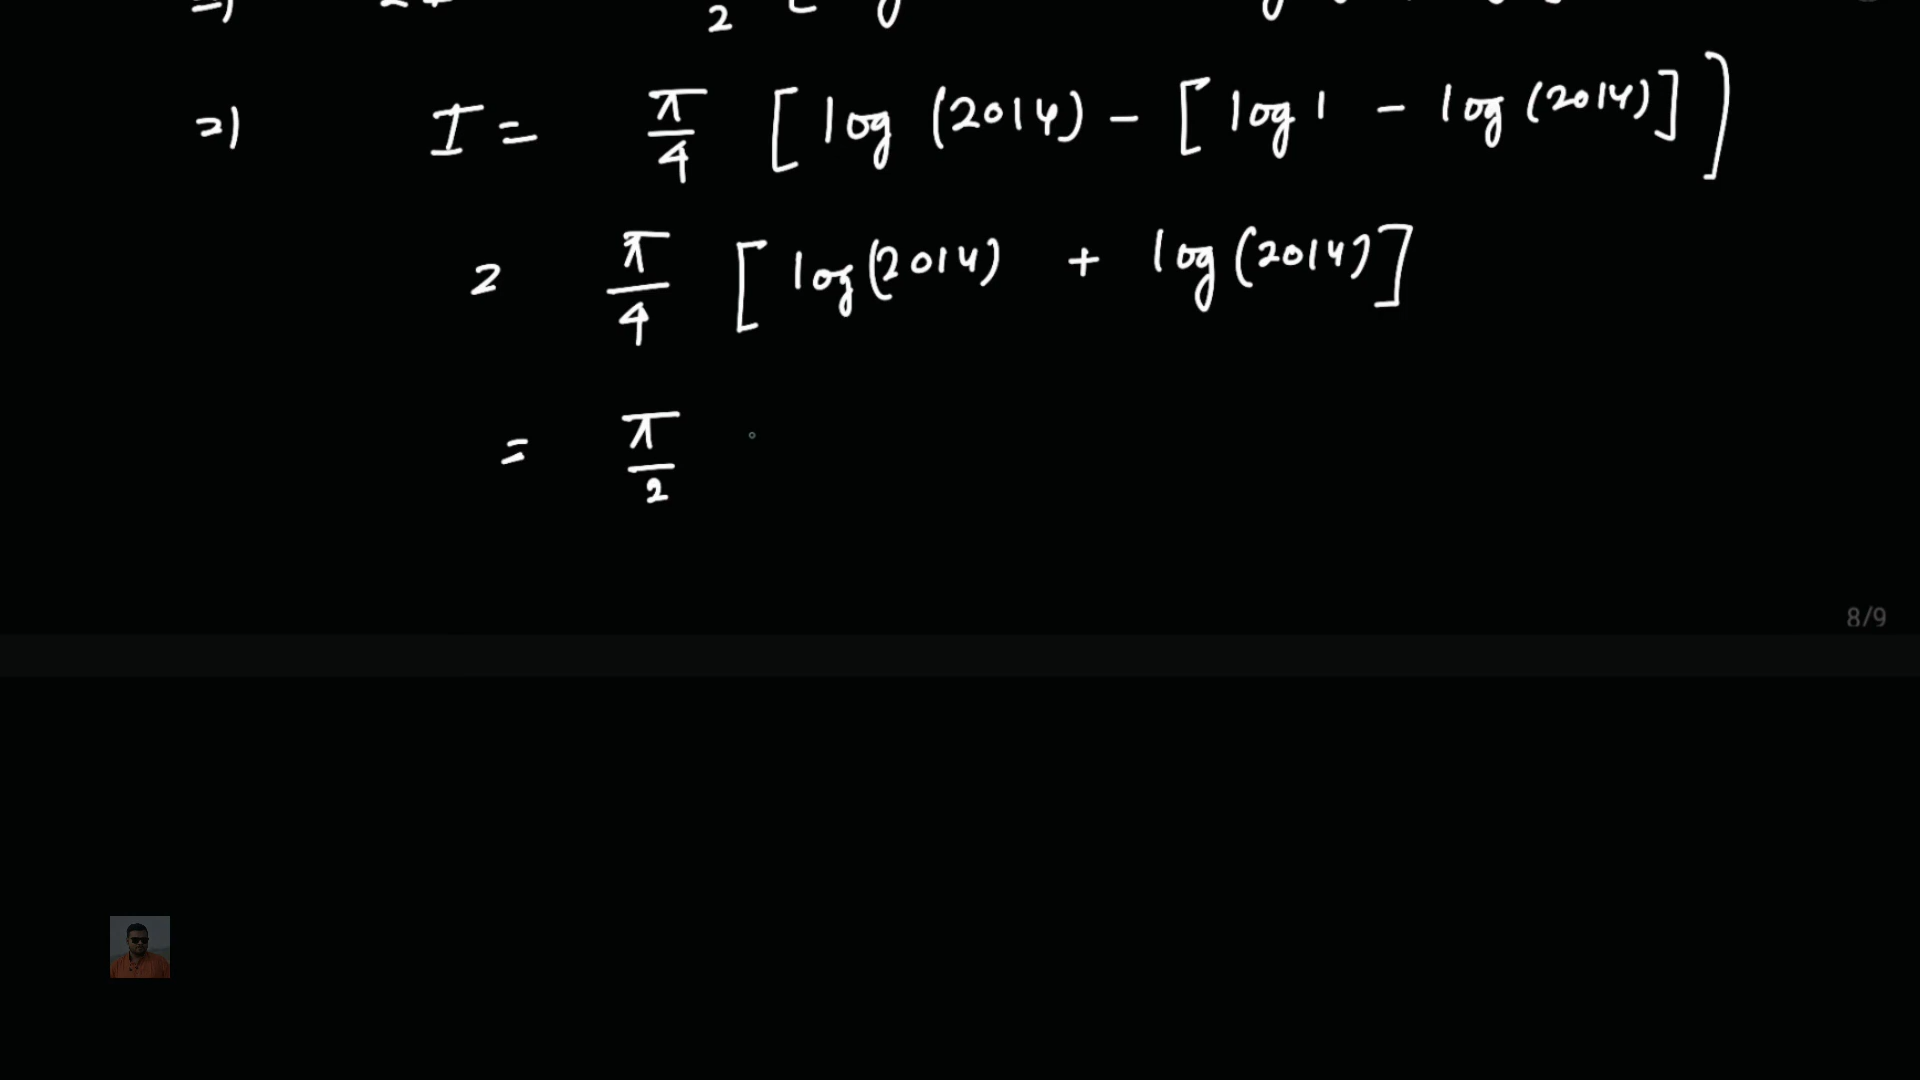 =) I = π/4 [log (2014) - [log 1 - log (2014)]]
= π/4 [log (2014) + log (2014)]
= π/2
8/9